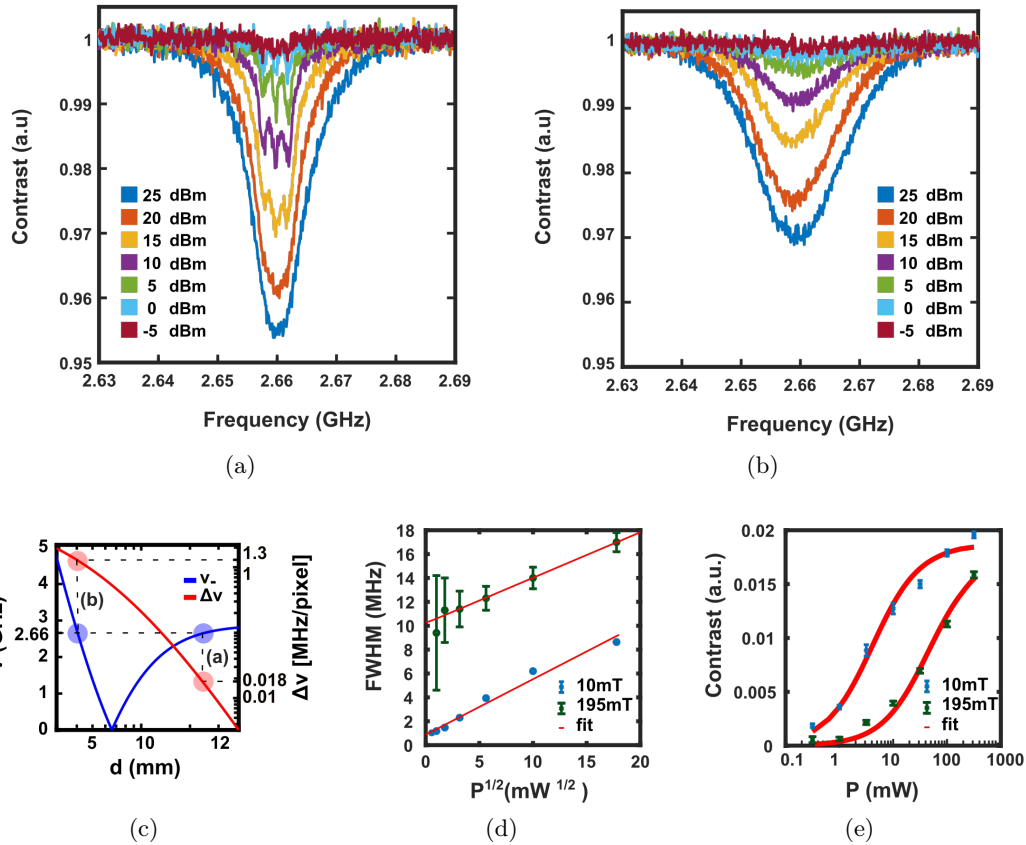 1
0.99
0.98
0.97
0.96
0.95
2.63 2.64 2.65 2.66 2.67 2.68 2.69
Contrast (a.u)
Frequency (GHz)
25 dBm
20 dBm
15 dBm
10 dBm
5 dBm
0 dBm
-5 dBm
(a)
1
0.99
0.98
0.97
0.96
0.95
2.63 2.64 2.65 2.66 2.67 2.68 2.69
Contrast (a.u)
Frequency (GHz)
25 dBm
20 dBm
15 dBm
10 dBm
5 dBm
0 dBm
-5 dBm
(b)
5
4
3
2.66
2
1
0
5 10 12
d (mm)
1.3
1
0.018
0.01
Δν [MHz/pixel]
ν-
Δν
(b)
(a)
(c)
18
16
14
12
10
8
6
4
2
0
0 5 10 15 20
FWHM (MHz)
P^1/2(mW ^1/2 )
10mT
195mT
fit
(d)
0.02
0.015
0.01
0.005
0
0.1 1 10 100 1000
Contrast (a.u.)
P (mW)
10mT
195mT
fit
(e)